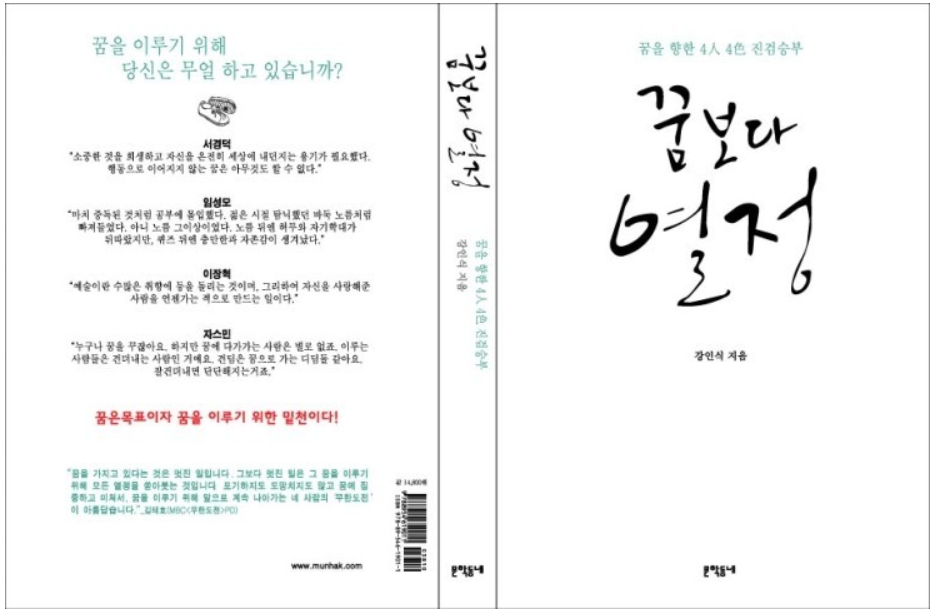 꿈을 이루기 위해
당신은 무얼 하고 있습니까?
서경덕
"소중한 것을 희생하고 자신을 온전히 세상에 내던지는 용기가 필요했다.
행동으로 이어지지 않는 꿈은 아무것도 할 수 없다."
임성모
"마치 중독된 것처럼 공부에 몰입했다. 젊은 시절 탐닉했던 바둑 노름처럼
빠져들었다. 아니 노름 그이상이었다. 노름 뒤엔 허무와 자기학대가
뒤따랐지만, 퀴즈 뒤엔 충만한과 자존감이 생겨났다."
이장혁
"예술이란 수많은 취향에 등을 돌리는 것이며, 그리하여 자신을 사랑해준
사람을 언젠가는 적으로 만드는 일이다."
자스민
"누구나 꿈을 꾸잖아요. 하지만 꿈에 다가가는 사람은 별로 없죠. 이루는
사람들은 견뎌내는 사람인 거예요. 견딤은 꿈으로 가는 디딤돌 같아요.
잘견뎌내면 단단해지는거죠."
꿈은목표이자 꿈을 이루기 위한 밑천이다!
"꿈을 가지고 있다는 것은 멋진 일입니다. 그보다 멋진 일은 그 꿈을 이루기
위해 모든 열정을 쏟아붓는 것입니다 포기하지도 도망치지도 않고 꿈에 집
중하고 미쳐서, 꿈을 이루기 위해 앞으로 계속 나아가는 네 사람의 '무한도전'
이 아름답습니다."_김태호(MBC<무한도전>PD)
www.munhak.com
값 14,800원
꿈보다 열정
꿈을 향한 4人 4色 진검승부
강인식 지음
문학동네
꿈을 향한 4人 4色 진검승부
꿈보다
열정
강인식 지음
문학동네